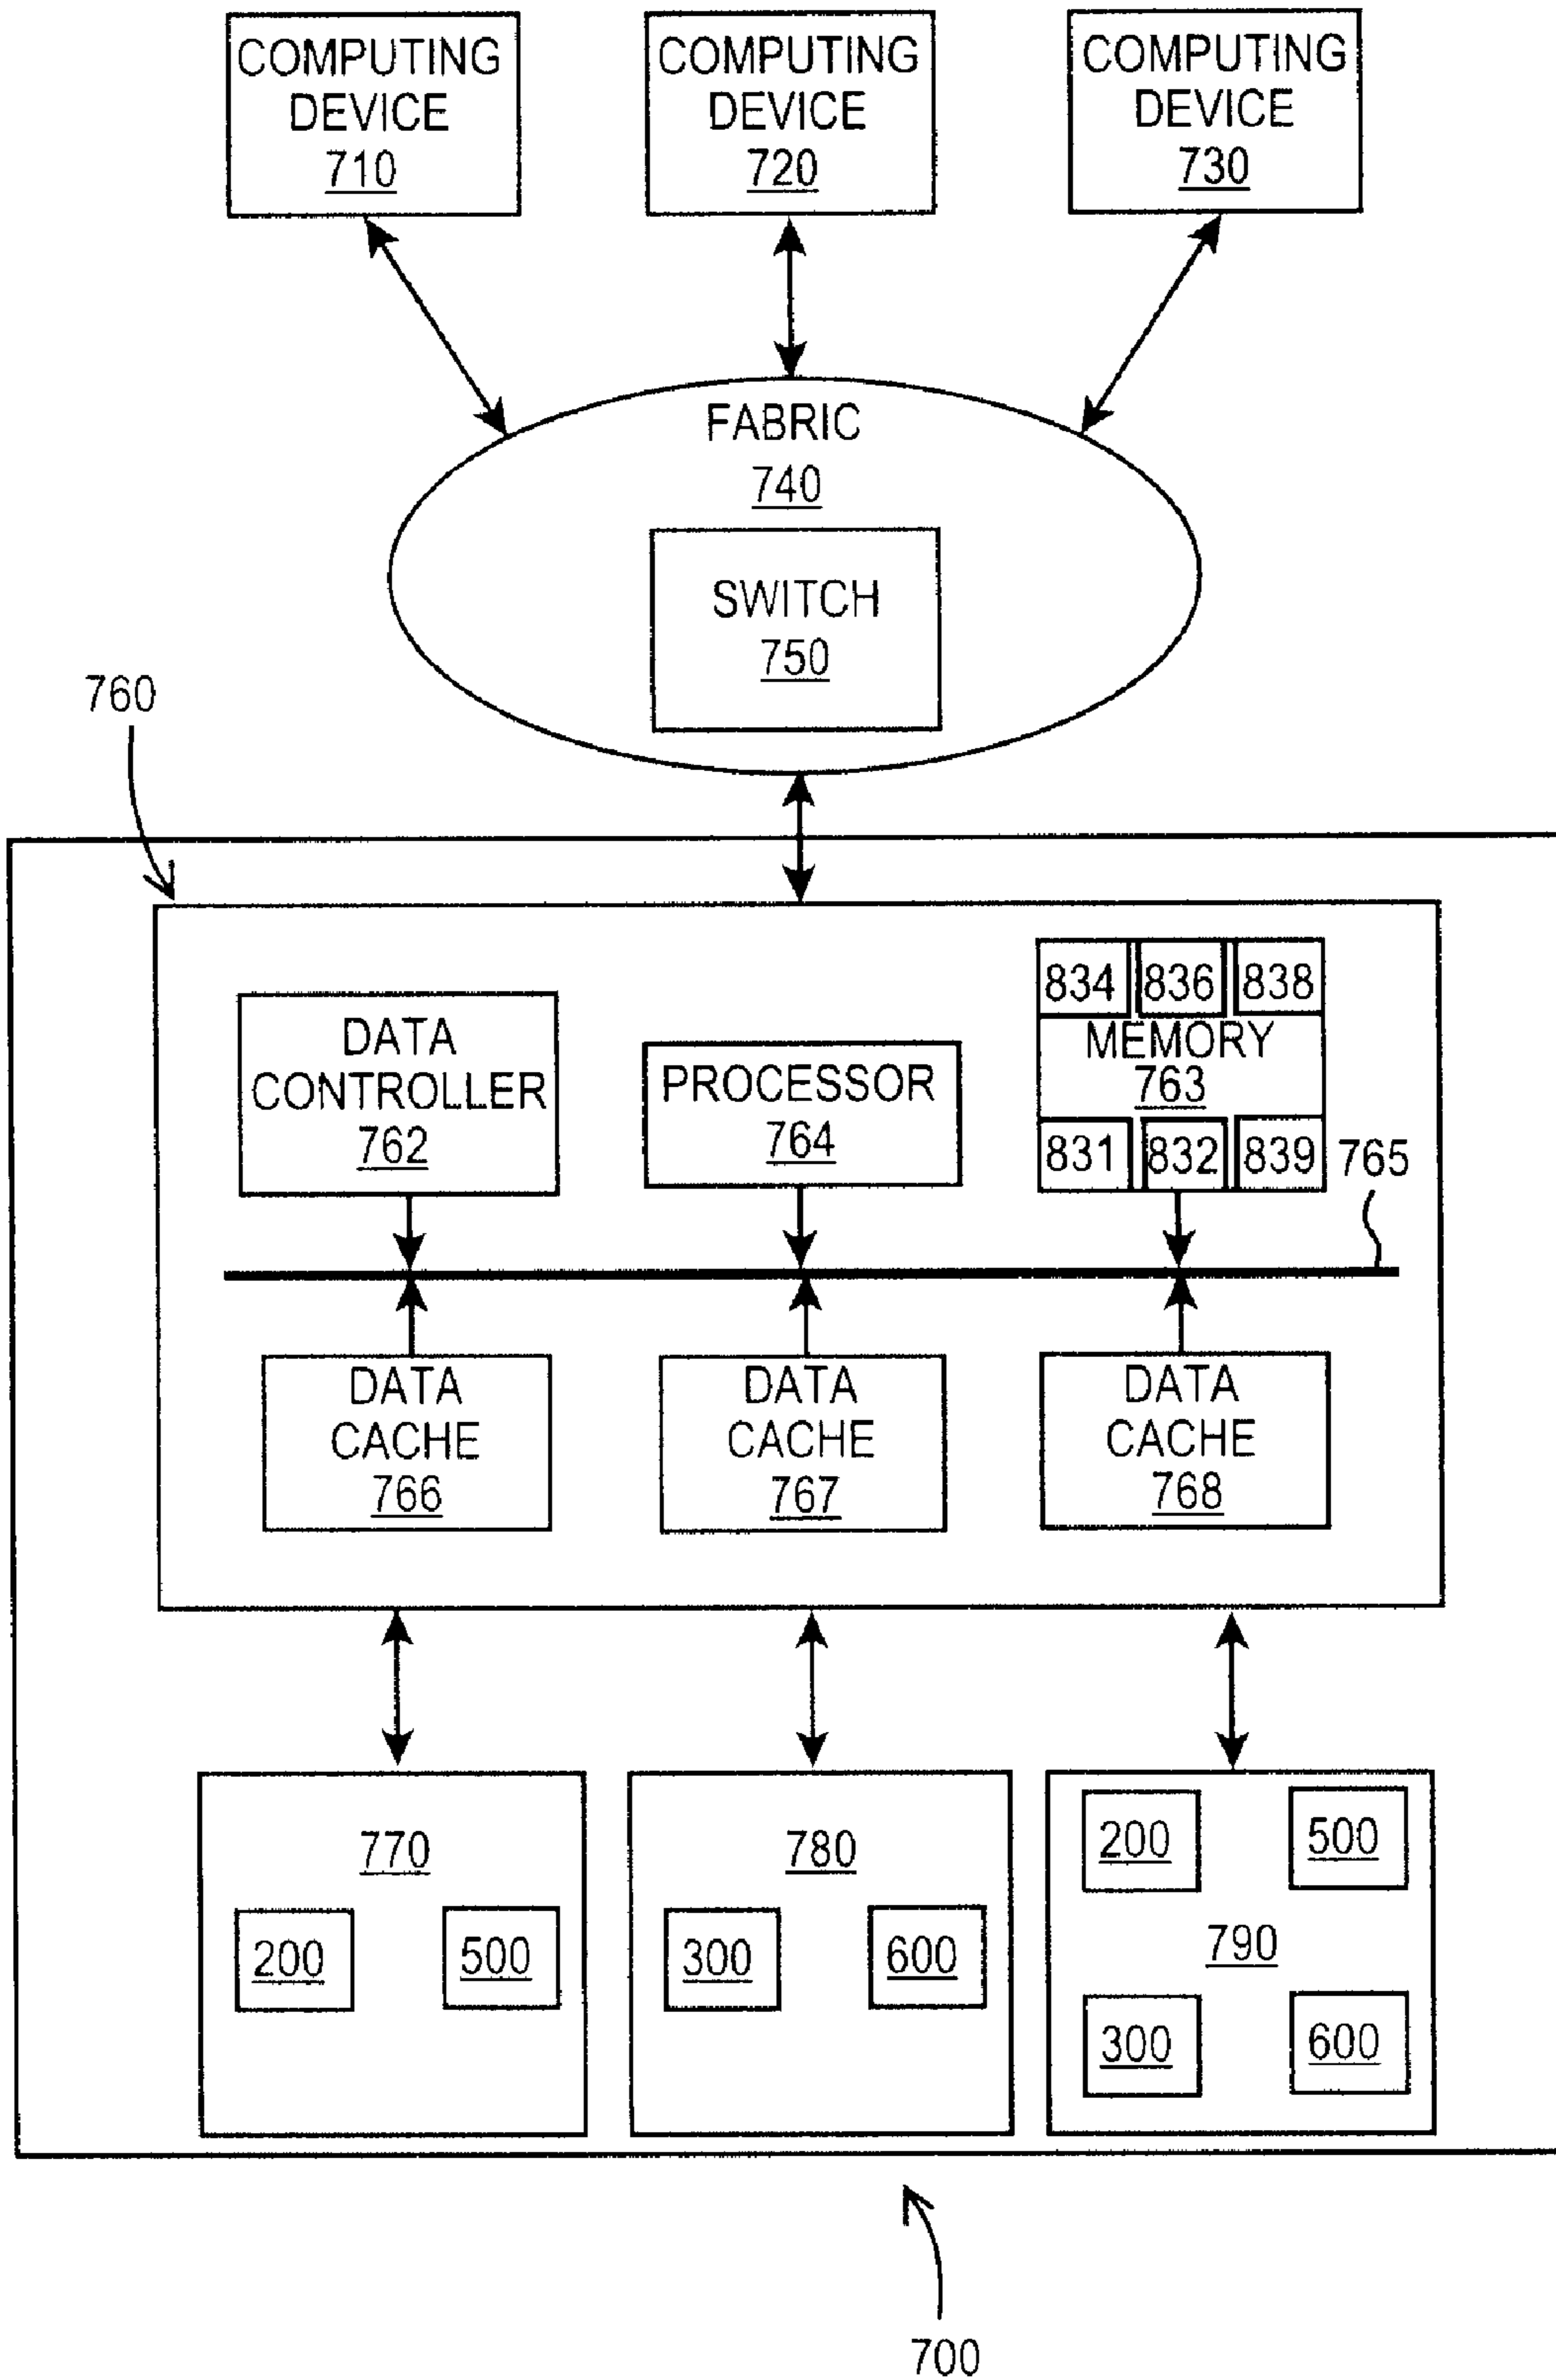 COMPUTING
DEVICE
710
COMPUTING
DEVICE
720
COMPUTING
DEVICE
730
FABRIC
740
SWITCH
750
760
DATA
CONTROLLER
762
PROCESSOR
764
834 836 838
MEMORY
763
831 832 839
765
DATA
CACHE
766
DATA
CACHE
767
DATA
CACHE
768
770
200 500
780
300 600
200 500
790
300 600
700